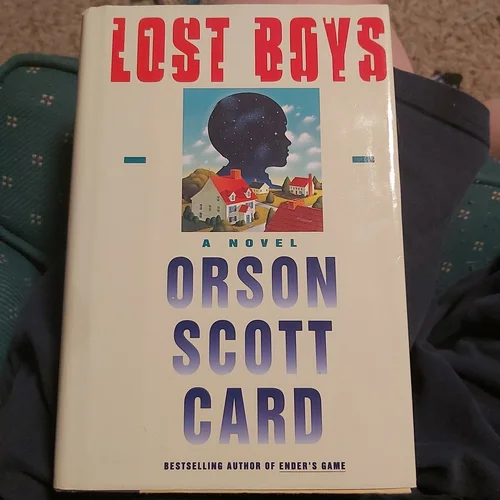 LOST BOYS
A NOVEL
ORSON
SCOTT
CARD
BESTSELLING AUTHOR OF ENDER'S GAME